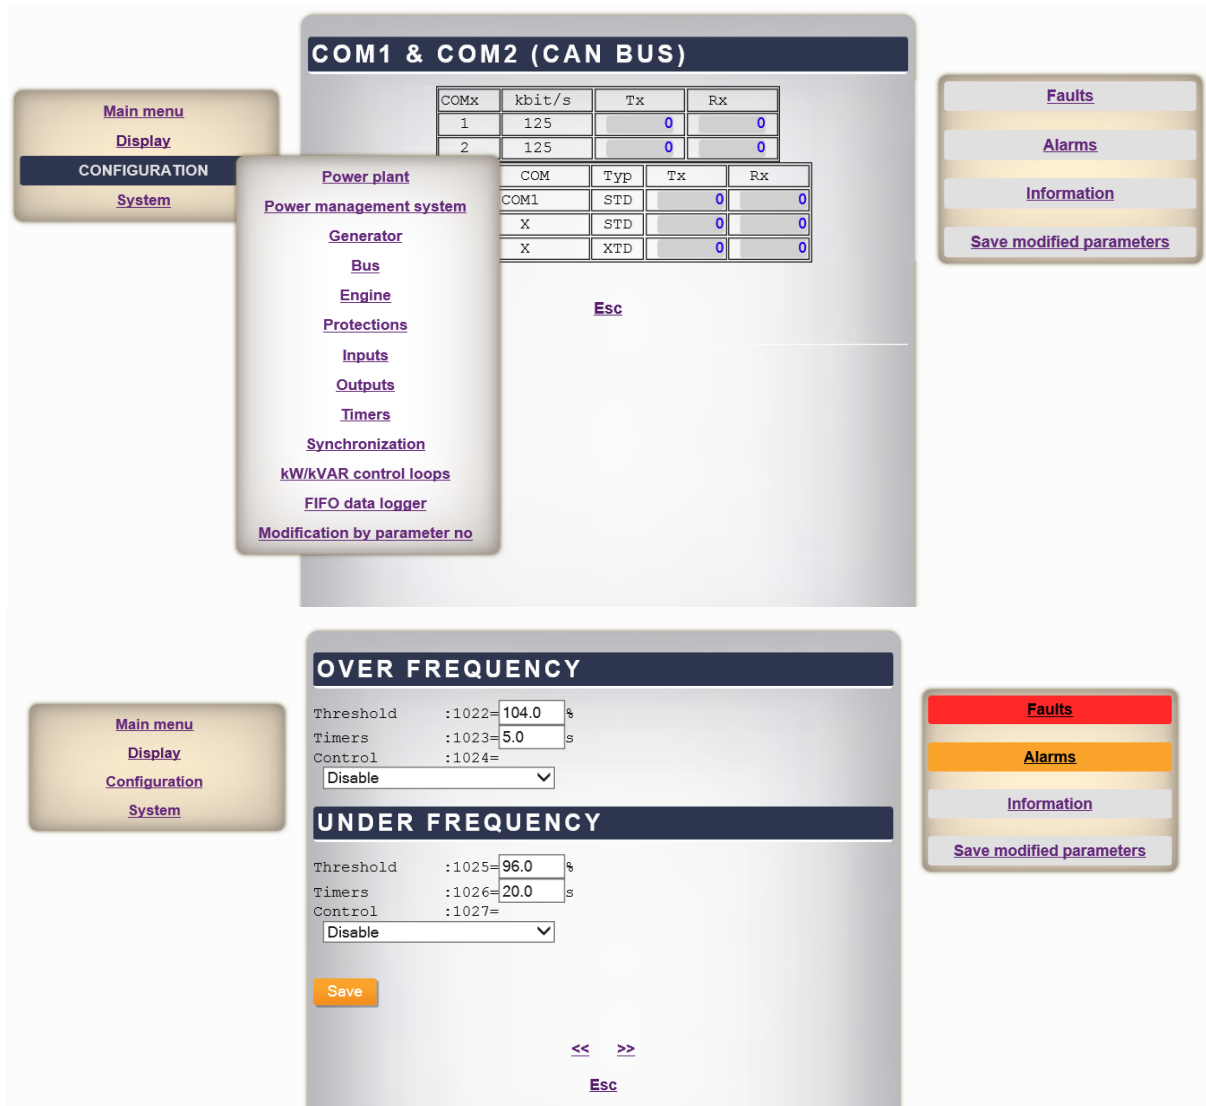 COM1 & COM2 (CAN BUS)
Main menu
Display
CONFIGURATION
System
Power plant
Power management system
Generator
Bus
Engine
Protections
Inputs
Outputs
Timers
Synchronization
kW/kVAR control loops
FIFO data logger
Modification by parameter no
COMx kbit/s Tx Rx
1 125 0 0
2 125 0 0
COM Typ Tx Rx
COM1 STD 0 0
X STD 0 0
X XTD 0 0
Esc
Faults
Alarms
Information
Save modified parameters
Main menu
Display
Configuration
System
OVER FREQUENCY
Threshold :1022= 104.0 %
Timers :1023= 5.0 s
Control :1024=
Disable
UNDER FREQUENCY
Threshold :1025= 96.0 %
Timers :1026= 20.0 s
Control :1027=
Disable
Save
<< >>
Esc
Faults
Alarms
Information
Save modified parameters